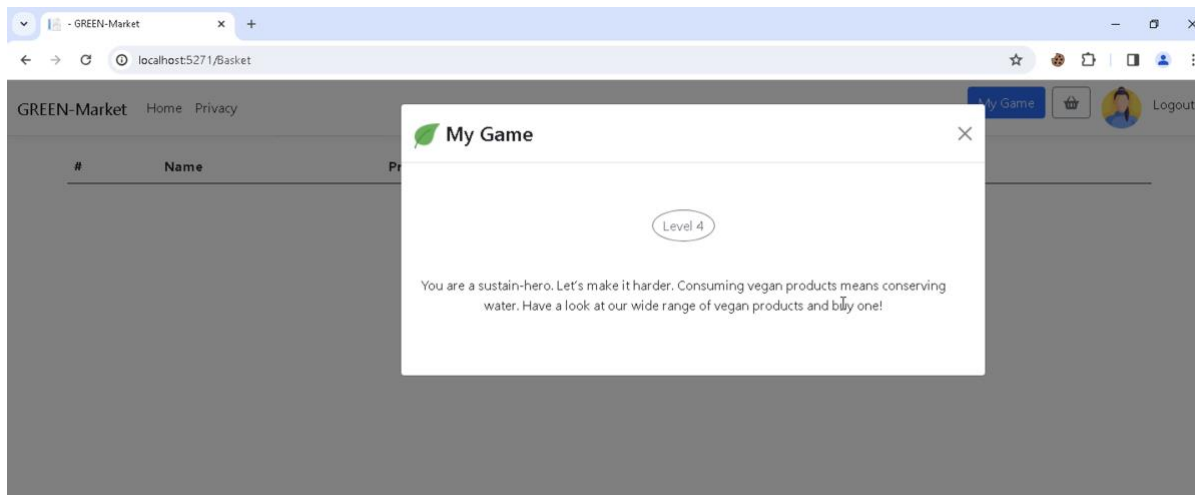 - GREEN-Market
localhost:5271/Basket
GREEN-Market Home Privacy My Game Logout
# Name Pr
My Game
Level 4
You are a sustain-hero. Let's make it harder. Consuming vegan products means conserving
water. Have a look at our wide range of vegan products and buy one!